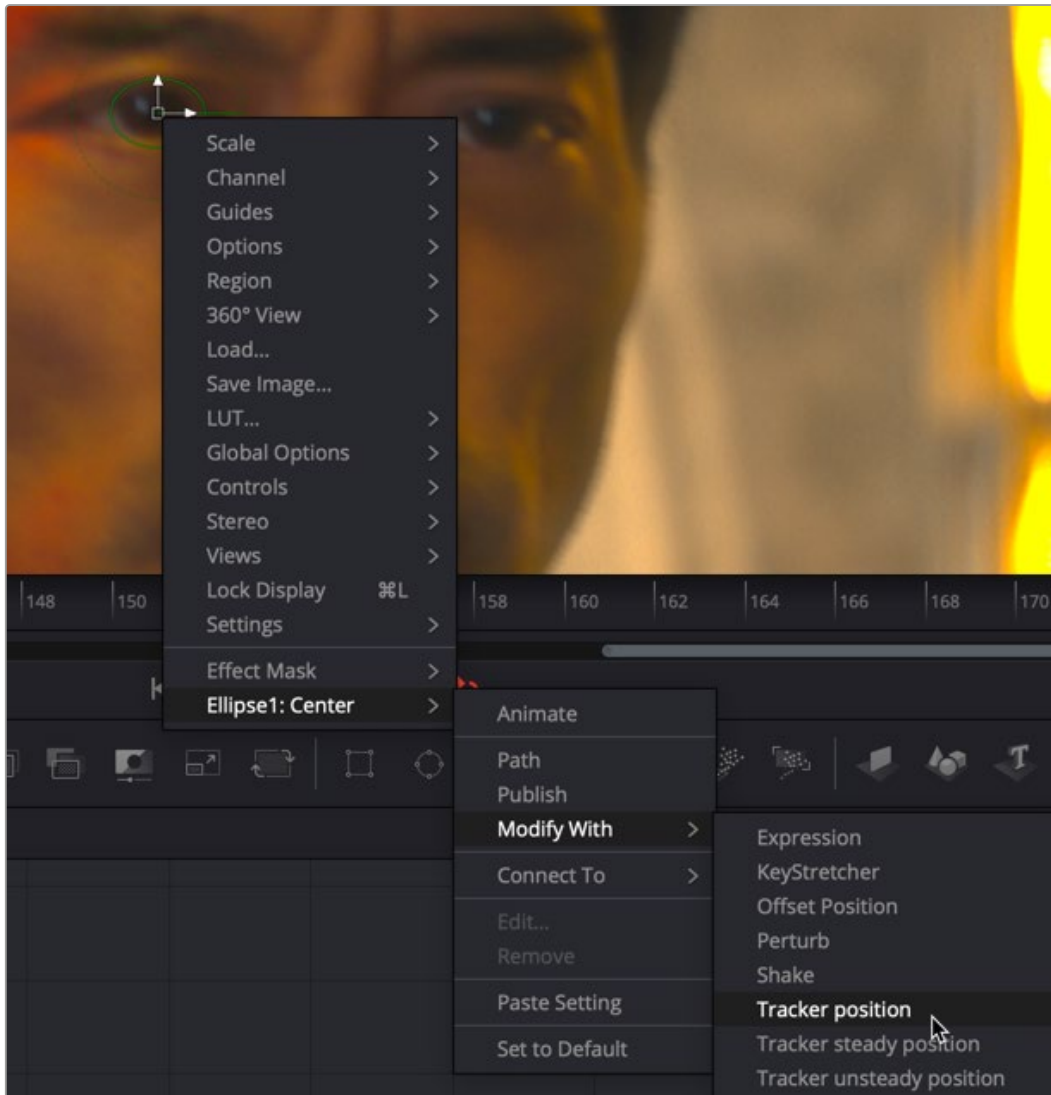 Scale >
Channel >
Guides >
Options >
Region >
360° View >
Load...
Save Image...
LUT... >
Global Options >
Controls >
Stereo >
Views >
Lock Display ⌘L
Settings >
148 150 158 160 162 164 166 168 170
Effect Mask >
Ellipse1: Center >
Animate
Path
Publish
Modify With >
Connect To >
Edit...
Remove
Paste Setting
Set to Default
Expression
KeyStretcher
Offset Position
Perturb
Shake
Tracker position
Tracker steady position
Tracker unsteady position
T